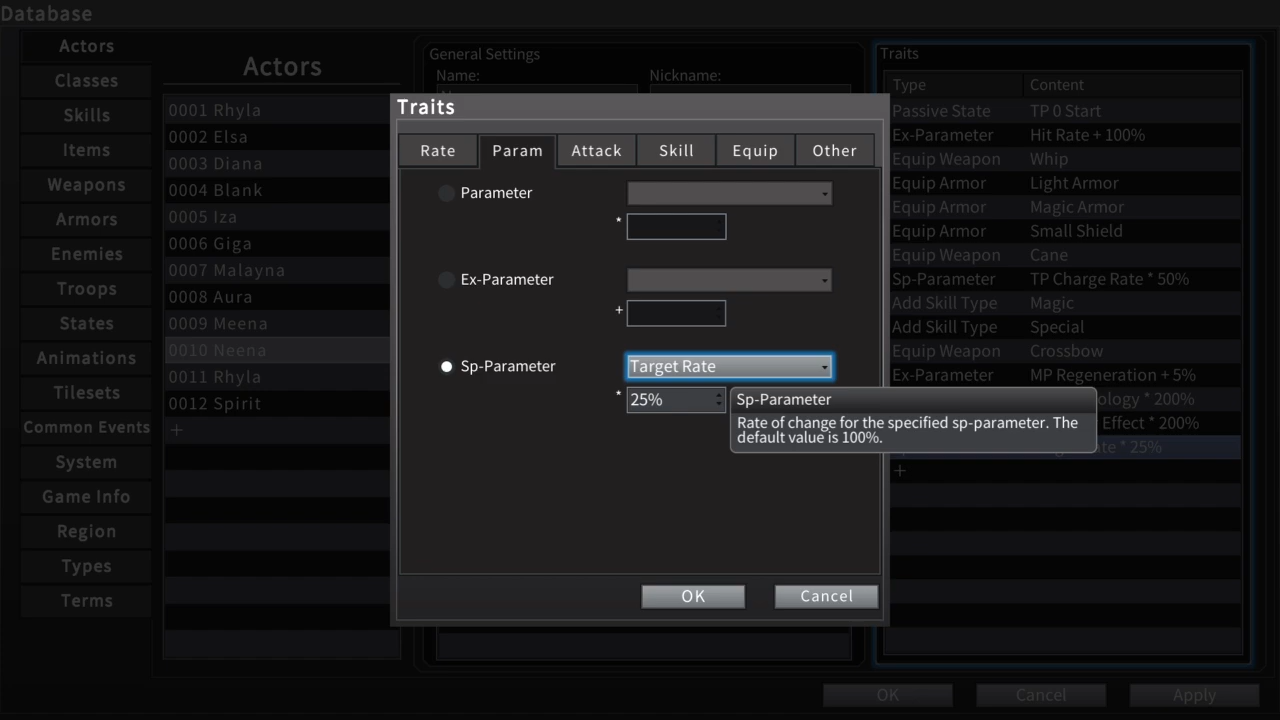 Database
Actors
Classes
Skills
Items
Weapons
Armors
Enemies
Troops
States
Animations
Tilesets
Common Events
System
Game Info
Region
Types
Terms
Actors
0001 Rhyla
0002 Elsa
0003 Diana
0004 Blank
0005 Iza
0006 Giga
0007 Malayna
0008 Aura
0009 Meena
0010 Neena
0011 Rhyla
0012 Spirit
+
General Settings
Name: Nickname:
Traits
Rate Param Attack Skill Equip Other
Parameter
*
Ex-Parameter
+
Sp-Parameter Target Rate
* 25%
Sp-Parameter
Rate of change for the specified sp-parameter. The
default value is 100%.
OK Cancel
Traits
Type Content
Passive State TP 0 Start
Ex-Parameter Hit Rate + 100%
Equip Weapon Whip
Equip Armor Light Armor
Equip Armor Magic Armor
Equip Armor Small Shield
Equip Weapon Cane
Sp-Parameter TP Charge Rate * 50%
Add Skill Type Magic
Add Skill Type Special
Equip Weapon Crossbow
Ex-Parameter MP Regeneration + 5%
* 200%
Effect * 200%
* 25%
+
OK Cancel Apply